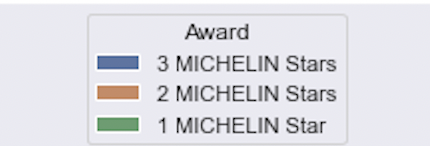 Award
3 MICHELIN Stars
2 MICHELIN Stars
1 MICHELIN Star